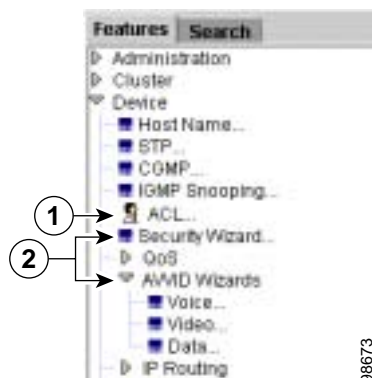 Features Search
Administration
Cluster
Device
Host Name...
STP...
CGMP...
IGMP Snooping...
1 ACL...
2 Security Wizard...
QoS
AVVID Wizards
Voice...
Video...
Data...
IP Routing
98673